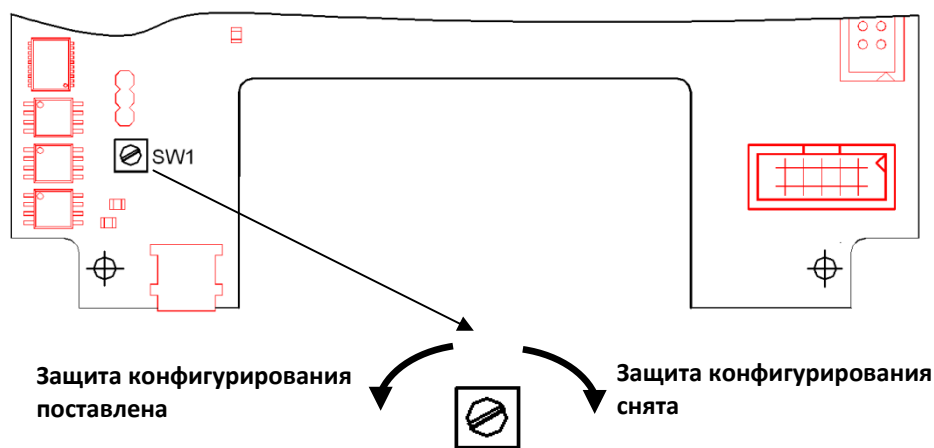 SW1
Защита конфигурирования
поставлена
Защита конфигурирования
снята